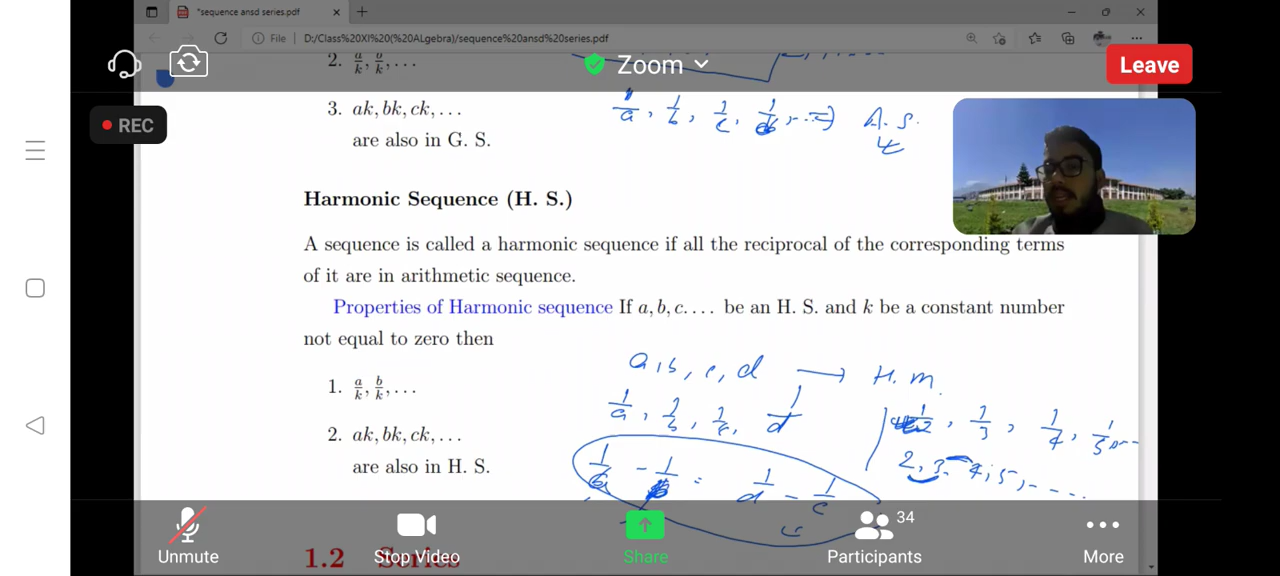 *sequence ansd series.pdf
File D:/Class%20XI%20(%20ALgebra)/sequence%20ansd%20series.pdf
Zoom
Leave
REC
2. a/k, b/k, . . .
3. ak, bk, ck, . . .
are also in G. S.
1/a, 1/b, 1/c, 1/d, ... A. S.
Harmonic Sequence (H. S.)
A sequence is called a harmonic sequence if all the reciprocal of the corresponding terms
of it are in arithmetic sequence.
Properties of Harmonic sequence If a, b, c. . . . be an H. S. and k be a constant number
not equal to zero then
a, b, c, d → H. M.
1. a/k, b/k, . . .
1/a, 1/b, 1/c, 1/d
1/2, 1/3, 1/4, 1/5 ...
2. ak, bk, ck, . . .
are also in H. S.
2, 3, 4, 5, ....
= 1/d - 1/c
Unmute
Stop Video
Share
34
Participants
More
1.2 Series